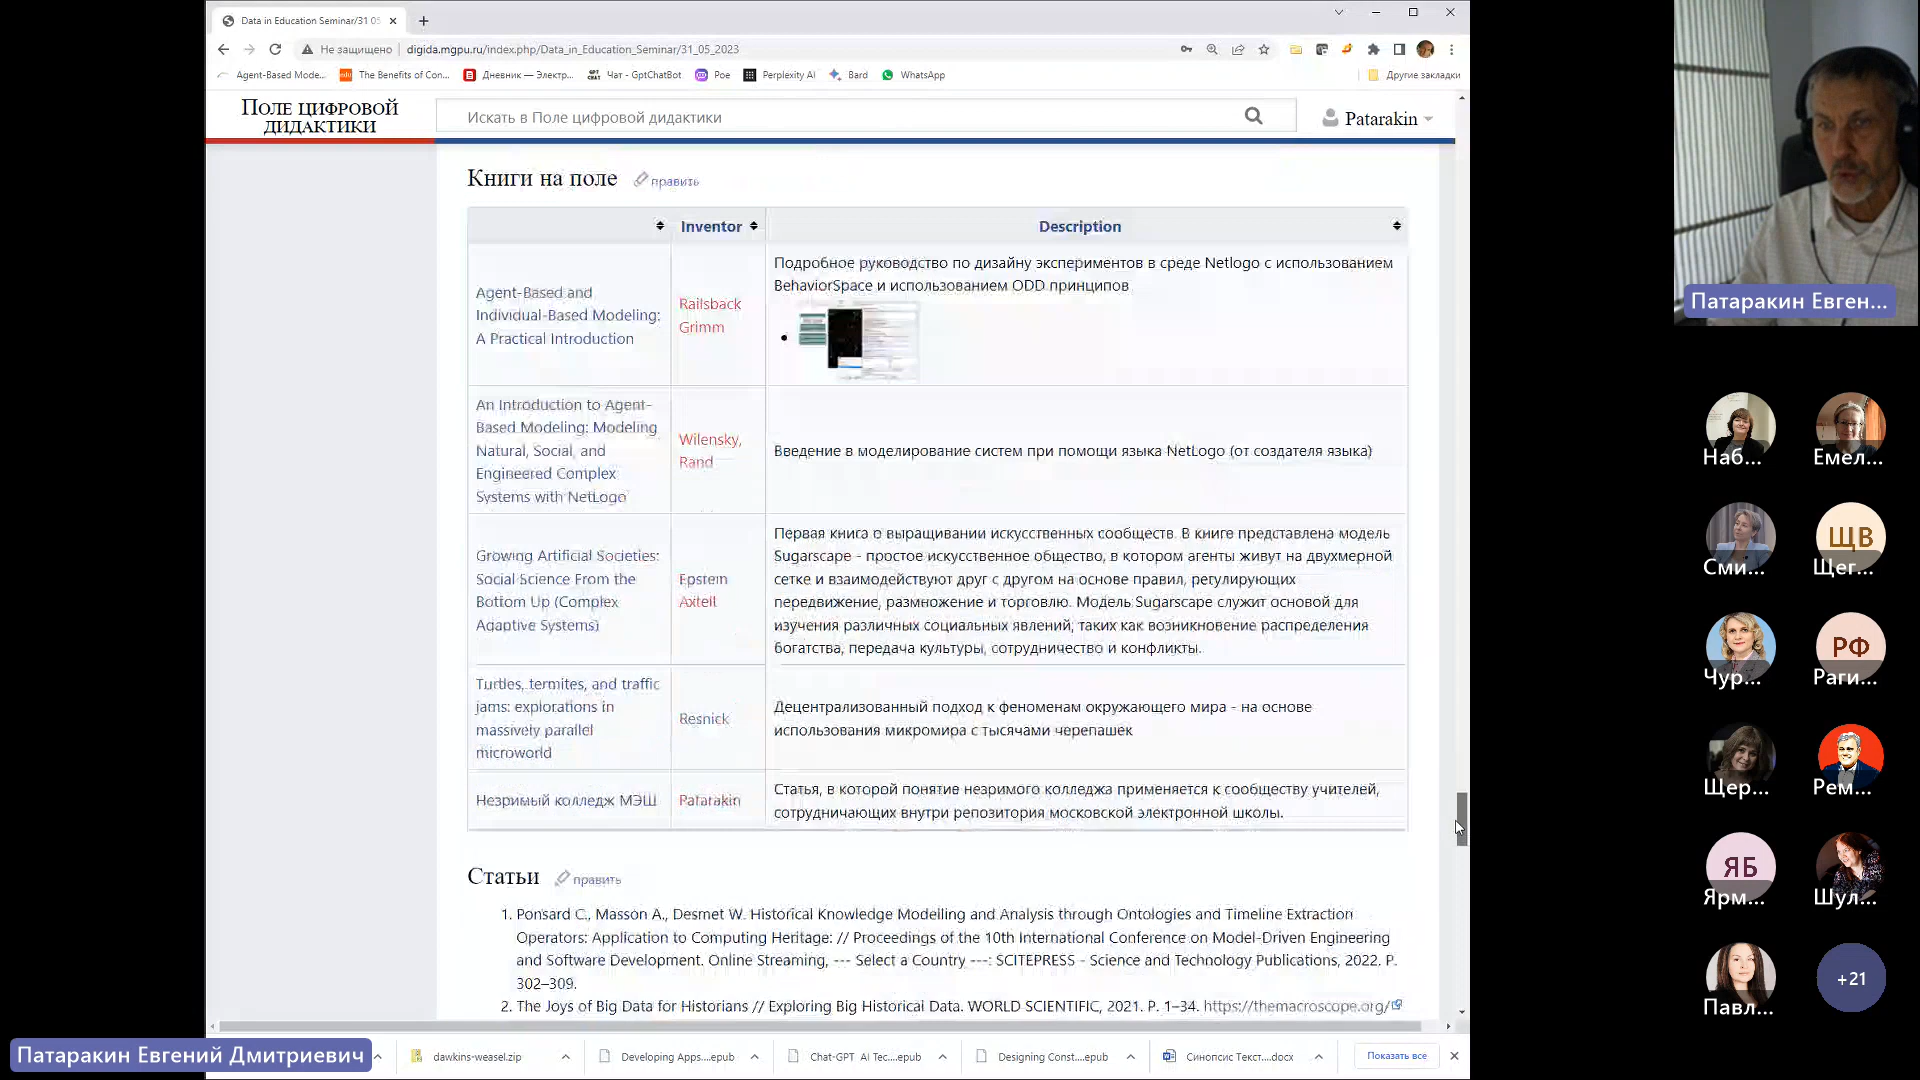 Data in Education Seminar/31 05
Не защищено
digida.mgpu.ru/index.php/Data_in_Education_Seminar/31_05_2023
Agent-Based Mode...
The Benefits of Con...
Дневник — Электр...
Чат - GptChatBot
Poe
Perplexity AI
Bard
WhatsApp
Другие закладки
Поле цифровой
дидактики
Искать в Поле цифровой дидактики
Patarakin
Книги на поле
править
Inventor
Description
Agent-Based and
Individual-Based Modeling:
A Practical Introduction
Railsback
Grimm
Подробное руководство по дизайну экспериментов в среде Netlogo с использованием
BehaviorSpace и использованием ODD принципов
An Introduction to Agent-
Based Modeling: Modeling
Natural, Social, and
Engineered Complex
Systems with NetLogo
Wilensky,
Rand
Введение в моделирование систем при помощи языка NetLogo (от создателя языка)
Growing Artificial Societies:
Social Science From the
Bottom Up (Complex
Adaptive Systems)
Epstein
Axtell
Первая книга о выращивании искусственных сообществ. В книге представлена модель
Sugarscape - простое искусственное общество, в котором агенты живут на двухмерной
сетке и взаимодействуют друг с другом на основе правил, регулирующих
передвижение, размножение и торговлю. Модель Sugarscape служит основой для
изучения различных социальных явлений, таких как возникновение распределения
богатства, передача культуры, сотрудничество и конфликты.
Turtles, termites, and traffic
jams: explorations in
massively parallel
microworld
Resnick
Децентрализованный подход к феноменам окружающего мира - на основе
использования микромира с тысячами черепашек
Незримый колледж МЭШ
Patarakin
Статья, в которой понятие незримого колледжа применяется к сообществу учителей,
сотрудничающих внутри репозитория московской электронной школы.
Статьи
править
1. Ponsard C., Masson A., Desmet W. Historical Knowledge Modelling and Analysis through Ontologies and Timeline Extraction
Operators: Application to Computing Heritage: // Proceedings of the 10th International Conference on Model-Driven Engineering
and Software Development. Online Streaming, --- Select a Country ---: SCITEPRESS - Science and Technology Publications, 2022. P.
302–309.
2. The Joys of Big Data for Historians // Exploring Big Historical Data. WORLD SCIENTIFIC, 2021. P. 1–34. https://themacroscope.org/
dawkins-weasel.zip
Developing Apps....epub
Chat-GPT AI Tec....epub
Designing Const....epub
Синопсис Текст....docx
Показать все
Патаракин Евгений Дмитриевич
Патаракин Евген...
Наб...
Емел...
Сми...
ЩВ
Щег...
Чур...
РФ
Раги...
Щер...
Рем...
ЯБ
Ярм...
Шул...
Павл...
+21